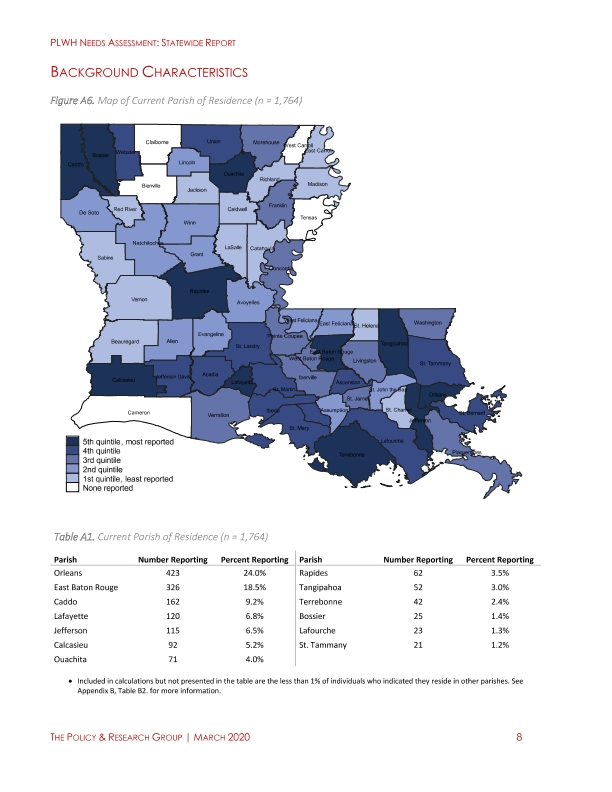 PLWH NEEDS ASSESSMENT: STATEWIDE REPORT
BACKGROUND CHARACTERISTICS
Figure A6. Map of Current Parish of Residence (n = 1,764)
Claiborne
Union
Morehouse
West Carroll
East Carroll
Caddo
Bossier
Webster
Lincoln
Ouachita
Richland
Madison
Bienville
Jackson
Franklin
De Soto
Red River
Caldwell
Tensas
Winn
Natchitoches
Sabine
Grant
LaSalle
Catahoula
Concordia
Vernon
Rapides
Avoyelles
West Feliciana
East Feliciana
St. Helena
Washington
Beauregard
Allen
Evangeline
St. Landry
Pointe Coupee
East Baton Rouge
West Baton Rouge
Tangipahoa
Livingston
St. Tammany
Calcasieu
Jefferson Davis
Acadia
Lafayette
Iberville
Ascension
St. Martin
St. James
St. John the Ba
St. Charles
Orleans
St. Bernard
Cameron
Vermilion
Iberia
St. Mary
Assumption
Jefferson
Lafourche
Terrebonne
Plaquemines
5th quintile, most reported
4th quintile
3rd quintile
2nd quintile
1st quintile, least reported
None reported
Table A1. Current Parish of Residence (n = 1,764)
Parish Number Reporting Percent Reporting Parish Number Reporting Percent Reporting
Orleans 423 24.0% Rapides 62 3.5%
East Baton Rouge 326 18.5% Tangipahoa 52 3.0%
Caddo 162 9.2% Terrebonne 42 2.4%
Lafayette 120 6.8% Bossier 25 1.4%
Jefferson 115 6.5% Lafourche 23 1.3%
Calcasieu 92 5.2% St. Tammany 21 1.2%
Ouachita 71 4.0%
• Included in calculations but not presented in the table are the less than 1% of individuals who indicated they reside in other parishes. See
Appendix B, Table B2. for more information.
THE POLICY & RESEARCH GROUP | MARCH 2020 8